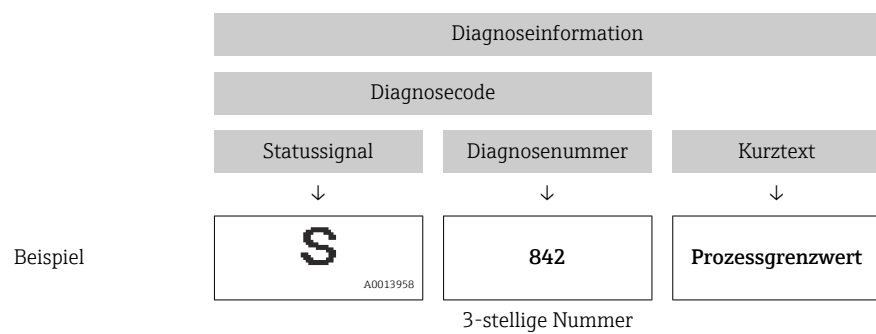 Diagnoseinformation
Diagnosecode
Statussignal Diagnosenummer Kurztext
↓ ↓ ↓
Beispiel S 842 Prozessgrenzwert
A0013958
3-stellige Nummer